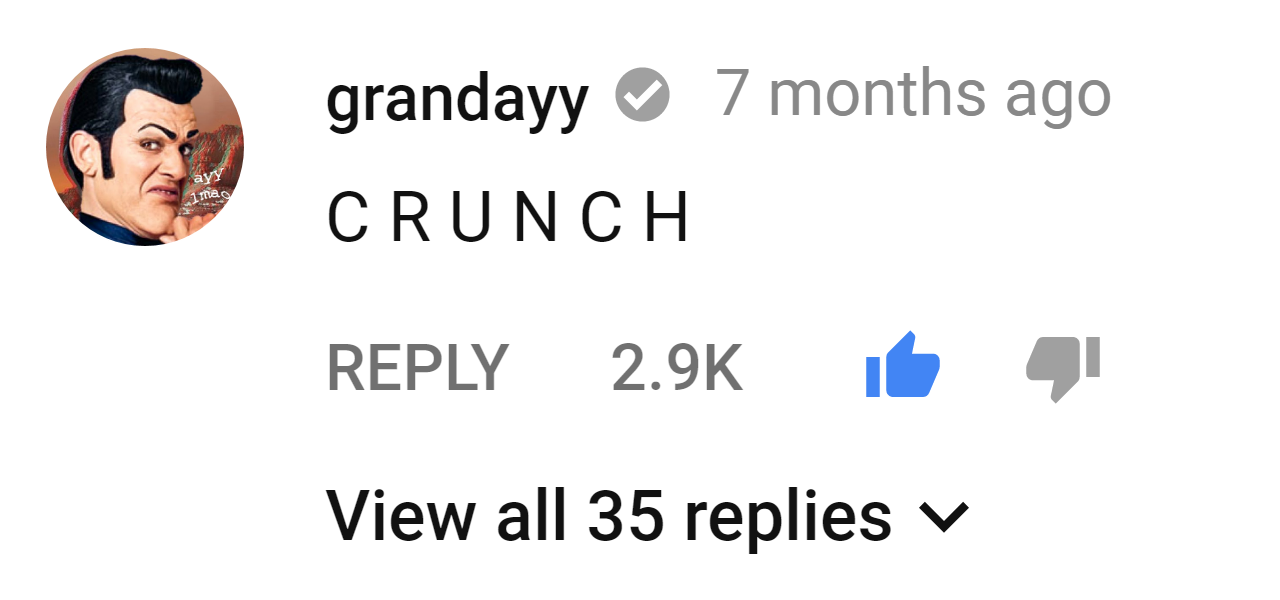 grandayy 7 months ago
ayy
lmao
C R U N C H
REPLY 2.9K
View all 35 replies